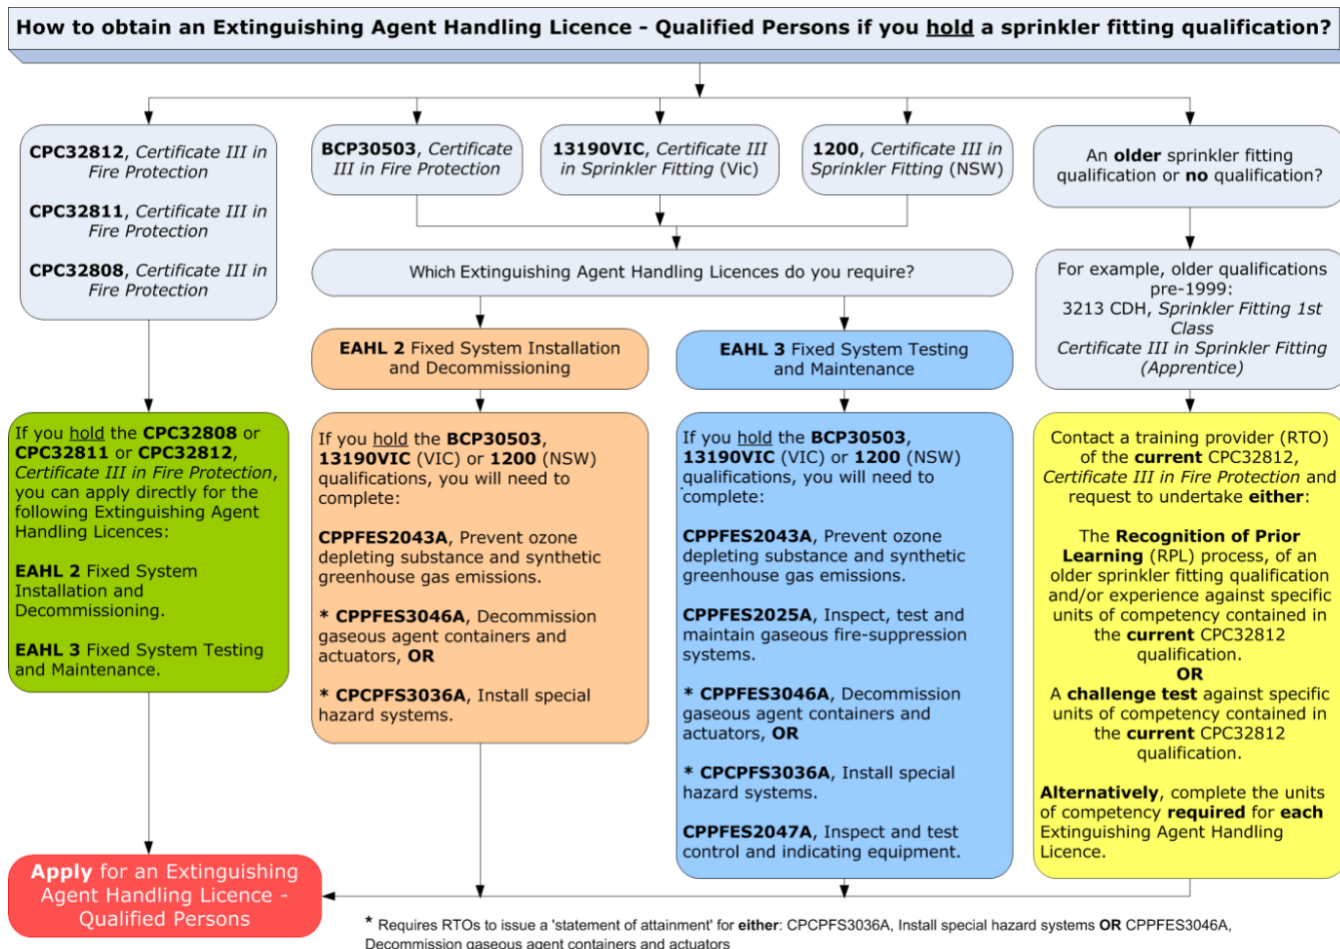 How to obtain an Extinguishing Agent Handling Licence - Qualified Persons if you hold a sprinkler fitting qualification?
CPC32812, Certificate III in
Fire Protection
CPC32811, Certificate III in
Fire Protection
CPC32808, Certificate III in
Fire Protection
BCP30503, Certificate
III in Fire Protection
13190VIC, Certificate III
in Sprinkler Fitting (Vic)
1200, Certificate III in
Sprinkler Fitting (NSW)
An older sprinkler fitting
qualification or no qualification?
Which Extinguishing Agent Handling Licences do you require?
For example, older qualifications
pre-1999:
3213 CDH, Sprinkler Fitting 1st
Class
Certificate III in Sprinkler Fitting
(Apprentice)
EAHL 2 Fixed System Installation
and Decommissioning
EAHL 3 Fixed System Testing
and Maintenance
If you hold the CPC32808 or
CPC32811 or CPC32812,
Certificate III in Fire Protection,
you can apply directly for the
following Extinguishing Agent
Handling Licences:
EAHL 2 Fixed System
Installation and
Decommissioning.
EAHL 3 Fixed System Testing
and Maintenance.
If you hold the BCP30503,
13190VIC (VIC) or 1200 (NSW)
qualifications, you will need to
complete:
CPPFES2043A, Prevent ozone
depleting substance and synthetic
greenhouse gas emissions.
* CPPFES3046A, Decommission
gaseous agent containers and
actuators, OR
* CPCPFS3036A, Install special
hazard systems.
If you hold the BCP30503,
13190VIC (VIC) or 1200 (NSW)
qualifications, you will need to
complete:
CPPFES2043A, Prevent ozone
depleting substance and synthetic
greenhouse gas emissions.
CPPFES2025A, Inspect, test and
maintain gaseous fire-suppression
systems.
* CPPFES3046A, Decommission
gaseous agent containers and
actuators, OR
* CPCPFS3036A, Install special
hazard systems.
CPPFES2047A, Inspect and test
control and indicating equipment.
Contact a training provider (RTO)
of the current CPC32812,
Certificate III in Fire Protection and
request to undertake either:
The Recognition of Prior
Learning (RPL) process, of an
older sprinkler fitting qualification
and/or experience against specific
units of competency contained in
the current CPC32812
qualification.
OR
A challenge test against specific
units of competency contained in
the current CPC32812
qualification.
Alternatively, complete the units
of competency required for each
Extinguishing Agent Handling
Licence.
Apply for an Extinguishing
Agent Handling Licence -
Qualified Persons
* Requires RTOs to issue a 'statement of attainment' for either: CPCPFS3036A, Install special hazard systems OR CPPFES3046A,
Decommission gaseous agent containers and actuators